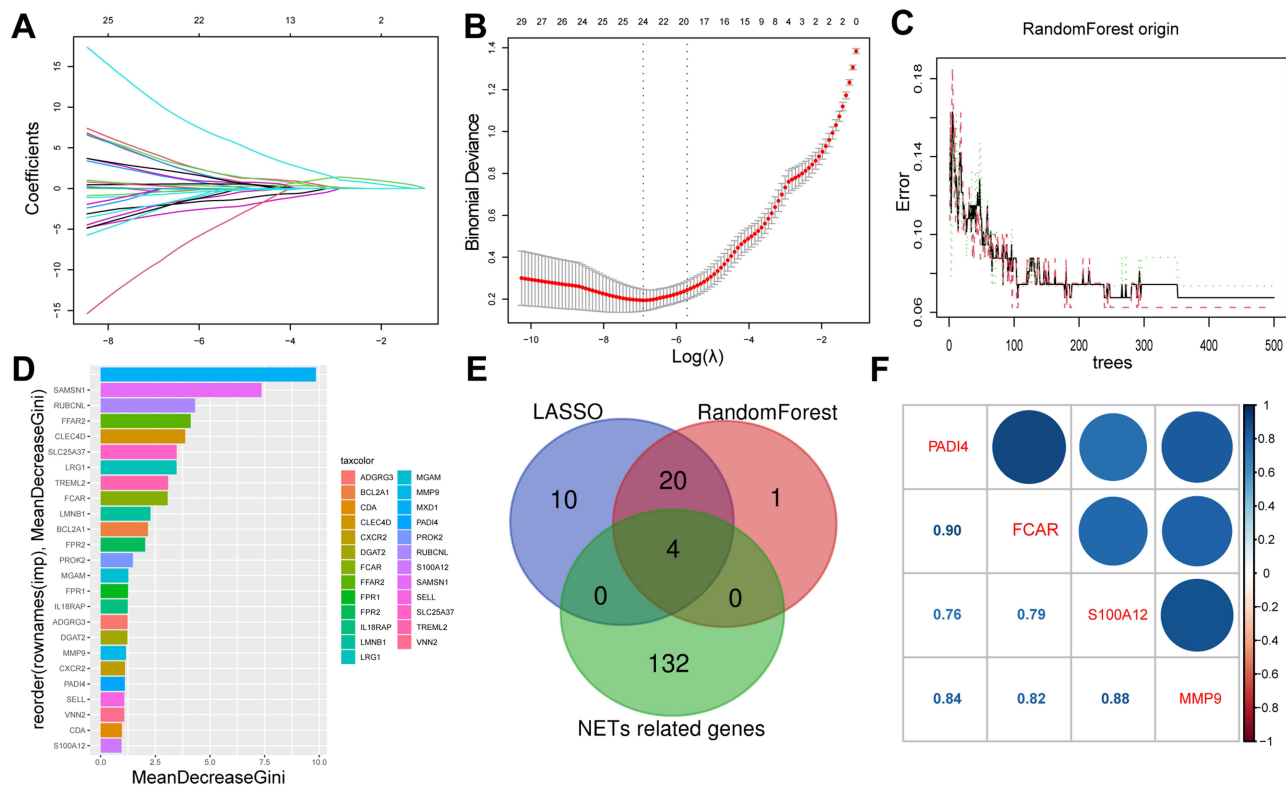 A
25 22 −13 2
Coefficients
15
10
5
0
−5
−10
−15
−8 −6 −4 −2
B
29 27 26 24 25 25 24 22 20 17 16 15 9 8 4 3 2 2 2 0
Binomial Deviance
1.4
1.2
1.0
0.8
0.6
0.4
0.2
−10 −8 −6 −4 −2
Log(λ)
C
RandomForest origin
Error
0.18
0.14
0.10
0.06
0 100 200 300 400 500
trees
D
reorder(rownames(imp), MeanDecreaseGini)
SAMSN1
RUBCNL
FFAR2
CLEC4D
SLC25A37
LRG1
TREML2
FCAR
LMNB1
BCL2A1
FPR2
PROK2
MGAM
FPR1
IL18RAP
ADGRG3
DGAT2
MMP9
CXCR2
PADI4
SELL
VNN2
CDA
S100A12
0.0 2.5 5.0 7.5 10.0
MeanDecreaseGini
taxcolor
ADGRG3 MGAM
BCL2A1 MMP9
CDA MXD1
CLEC4D PADI4
CXCR2 PROK2
DGAT2 RUBCNL
FCAR S100A12
FFAR2 SAMSN1
FPR1 SELL
FPR2 SLC25A37
IL18RAP TREML2
LMNB1 VNN2
LRG1
E
LASSO RandomForest
10 20 1
4
0 0
132
NETs related genes
F
PADI4
0.90 FCAR
0.76 0.79 S100A12
0.84 0.82 0.88 MMP9
1
0.8
0.6
0.4
0.2
0
−0.2
−0.4
−0.6
−0.8
−1